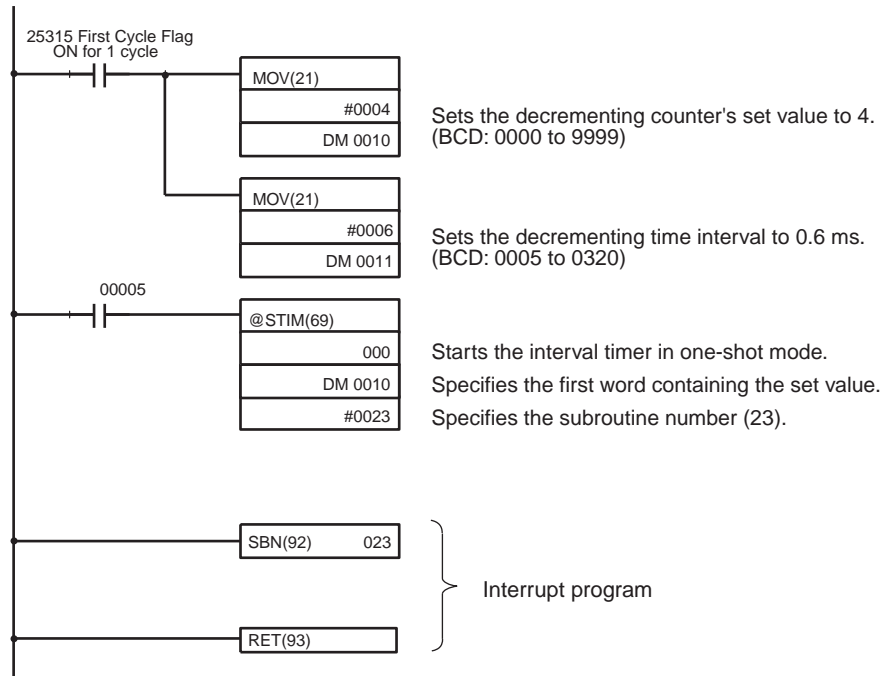 25315 First Cycle Flag
ON for 1 cycle
MOV(21)
#0004
DM 0010
Sets the decrementing counter's set value to 4.
(BCD: 0000 to 9999)
MOV(21)
#0006
DM 0011
Sets the decrementing time interval to 0.6 ms.
(BCD: 0005 to 0320)
00005
@STIM(69)
000
Starts the interval timer in one-shot mode.
DM 0010
Specifies the first word containing the set value.
#0023
Specifies the subroutine number (23).
SBN(92) 023
Interrupt program
RET(93)